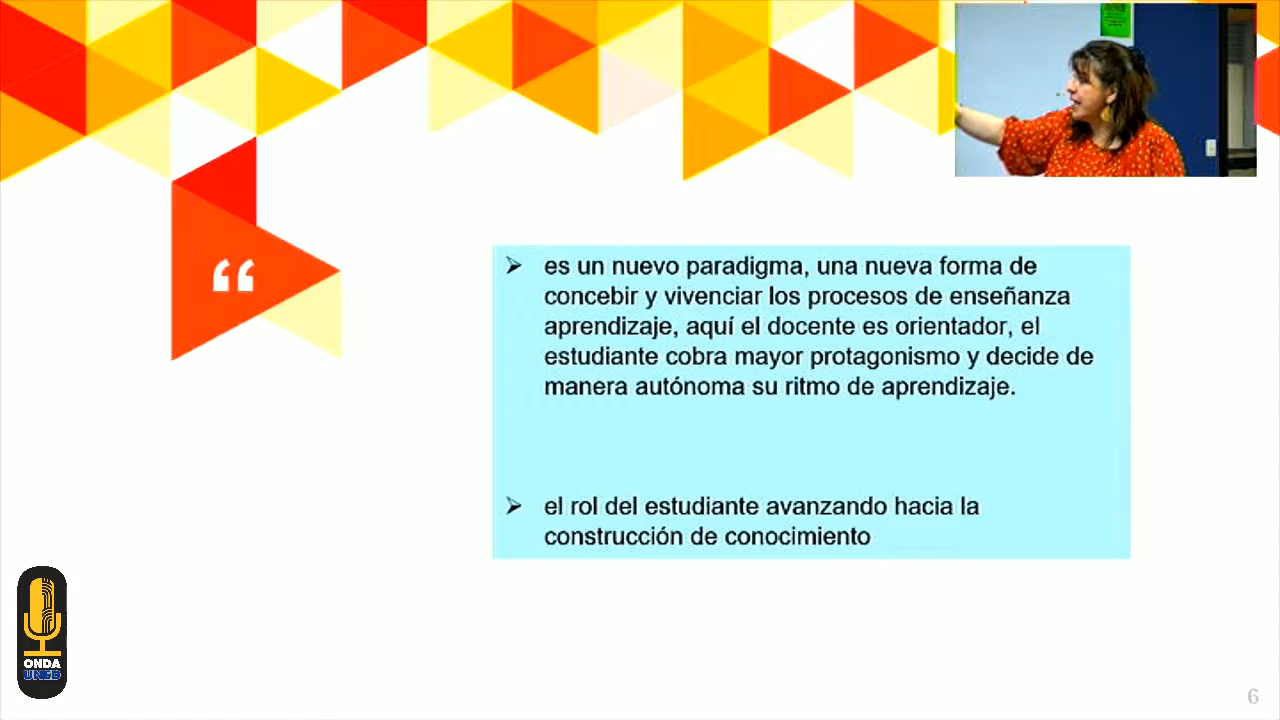 “
➢ es un nuevo paradigma, una nueva forma de
concebir y vivenciar los procesos de enseñanza
aprendizaje, aquí el docente es orientador, el
estudiante cobra mayor protagonismo y decide de
manera autónoma su ritmo de aprendizaje.
➢ el rol del estudiante avanzando hacia la
construcción de conocimiento
ONDA
UNED
6